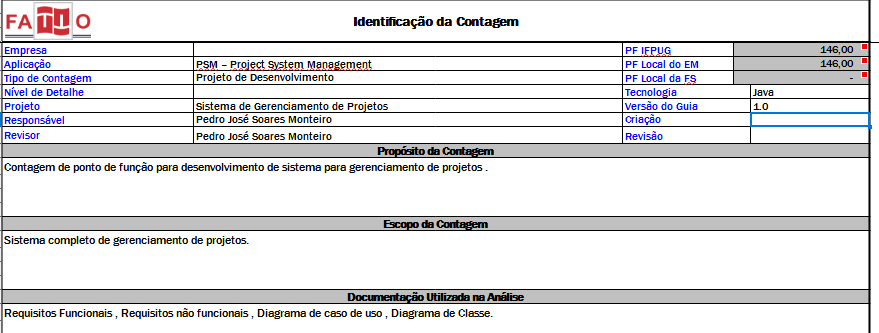 FATTO
Identificação da Contagem
Empresa PF IFPUG 146,00
Aplicação PSM – Project System Management PF Local do EM 146,00
Tipo de Contagem Projeto de Desenvolvimento PF Local da FS -
Nível de Detalhe Tecnologia Java
Projeto Sistema de Gerenciamento de Projetos Versão do Guia 1.0
Responsável Pedro José Soares Monteiro Criação
Revisor Pedro José Soares Monteiro Revisão
Propósito da Contagem
Contagem de ponto de função para desenvolvimento de sistema para gerenciamento de projetos .
Escopo da Contagem
Sistema completo de gerenciamento de projetos.
Documentação Utilizada na Análise
Requisitos Funcionais , Requisitos não funcionais , Diagrama de caso de uso , Diagrama de Classe.